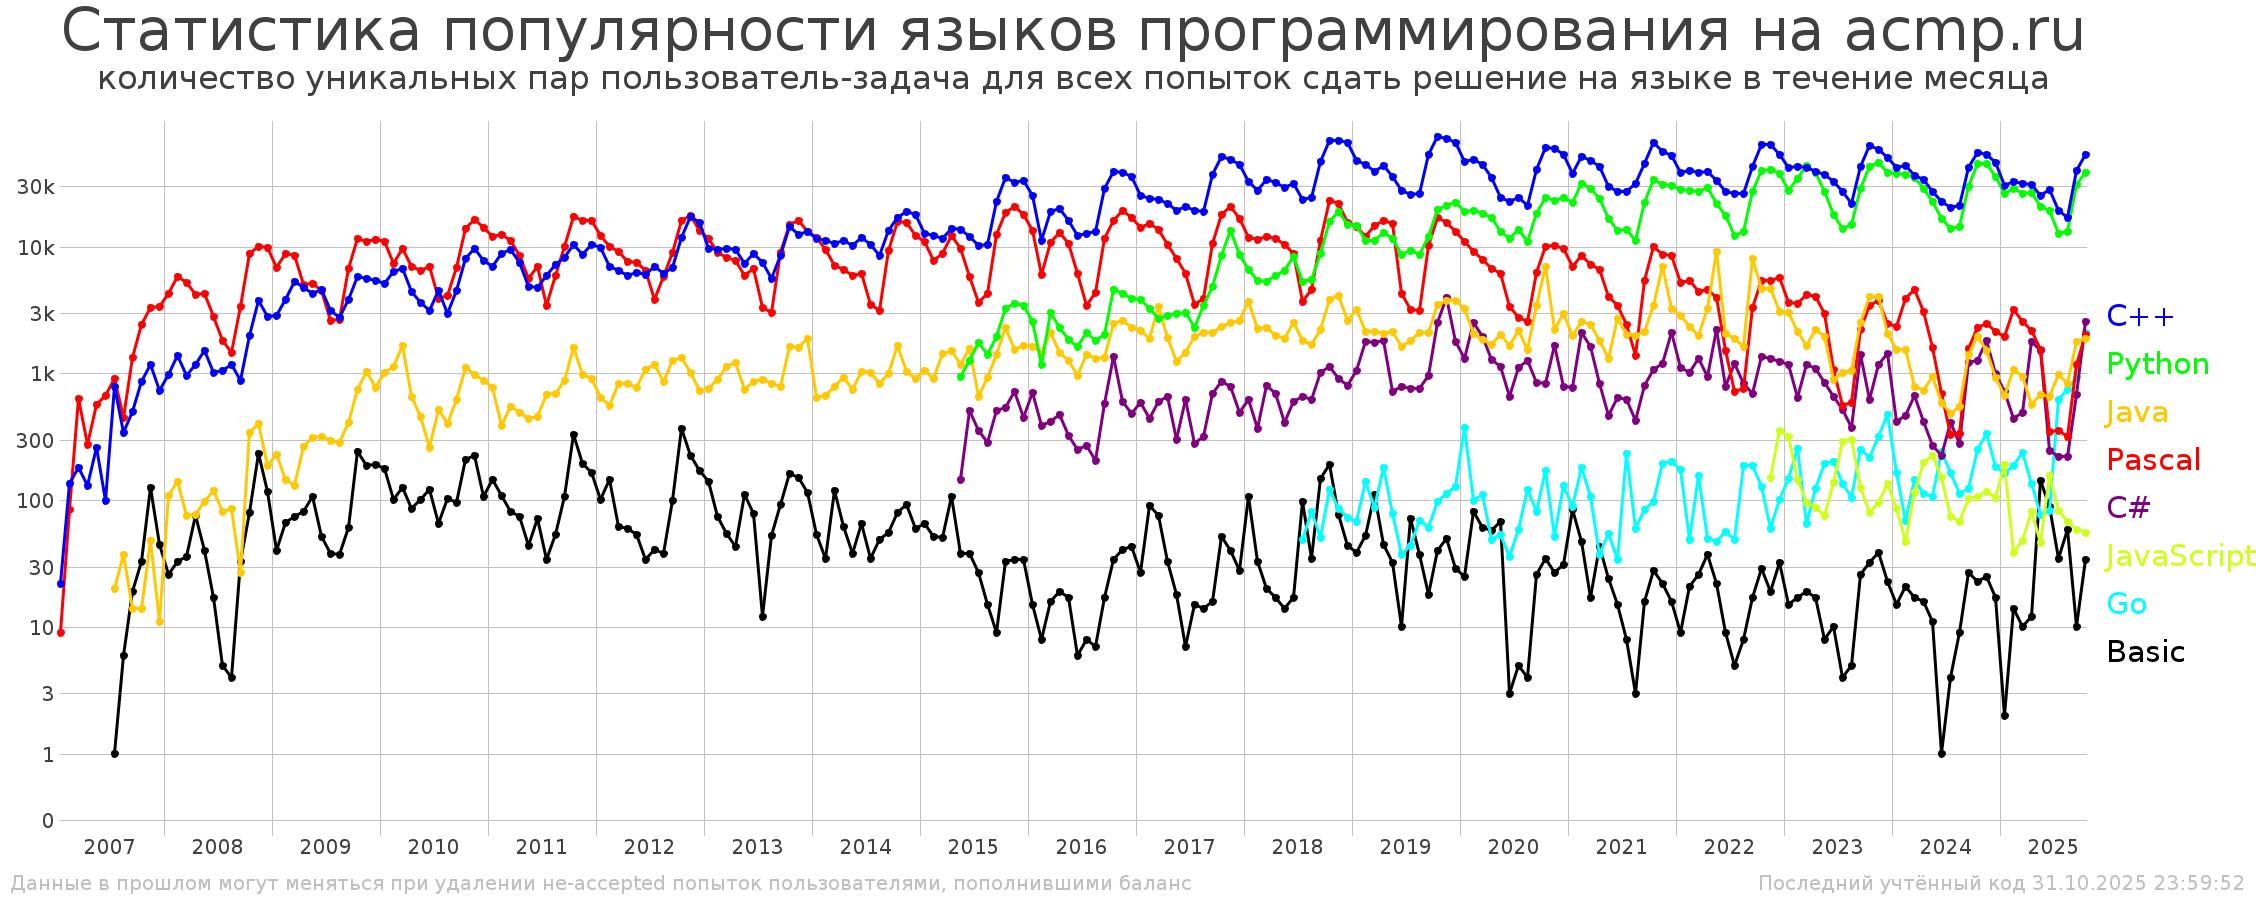 Статистика популярности языков программирования на acmp.ru
количество уникальных пар пользователь-задача для всех попыток сдать решение на языке в течение месяца
30k
10k
3k
1k
300
100
30
10
3
1
0
C++
Python
Java
Pascal
C#
JavaScript
Go
Basic
2007 2008 2009 2010 2011 2012 2013 2014 2015 2016 2017 2018 2019 2020 2021 2022 2023 2024 2025
Данные в прошлом могут меняться при удалении не-accepted попыток пользователями, пополнившими баланс
Последний учтённый код 31.10.2025 23:59:52